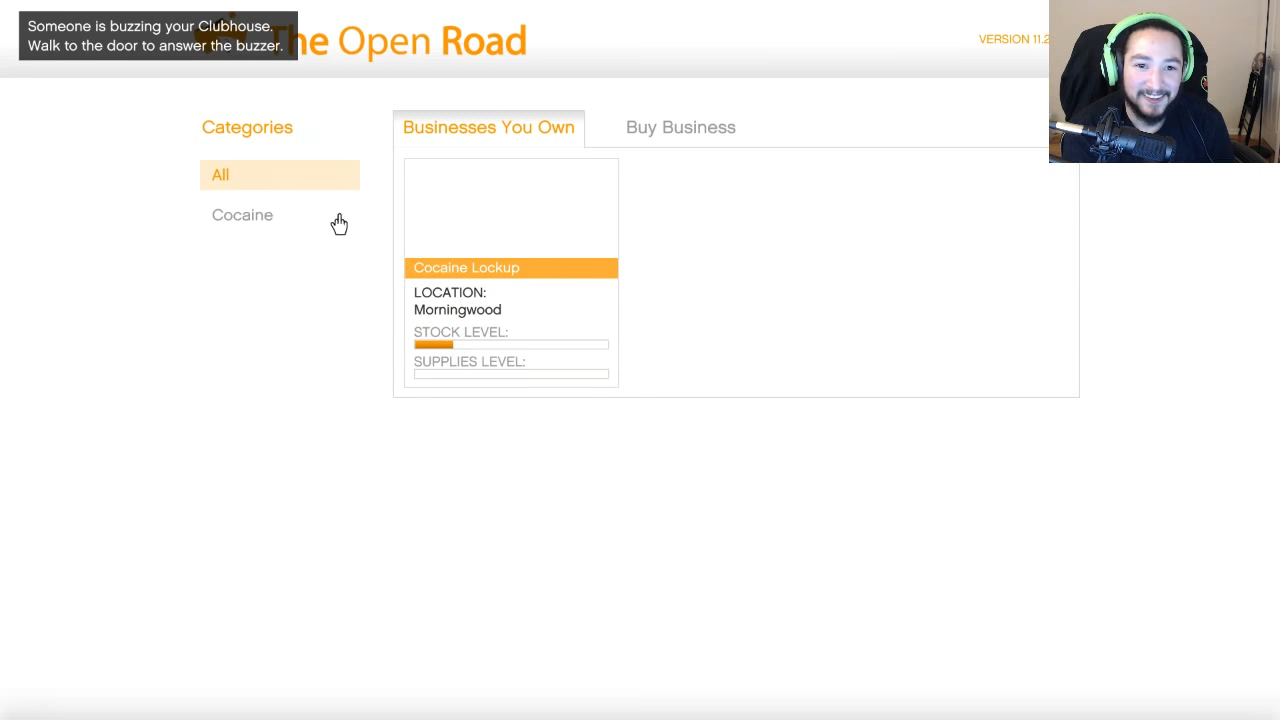 Someone is buzzing your Clubhouse.
Walk to the door to answer the buzzer.
The Open Road
VERSION 11.2
Categories
All
Cocaine
Businesses You Own
Buy Business
Cocaine Lockup
LOCATION:
Morningwood
STOCK LEVEL:
SUPPLIES LEVEL: